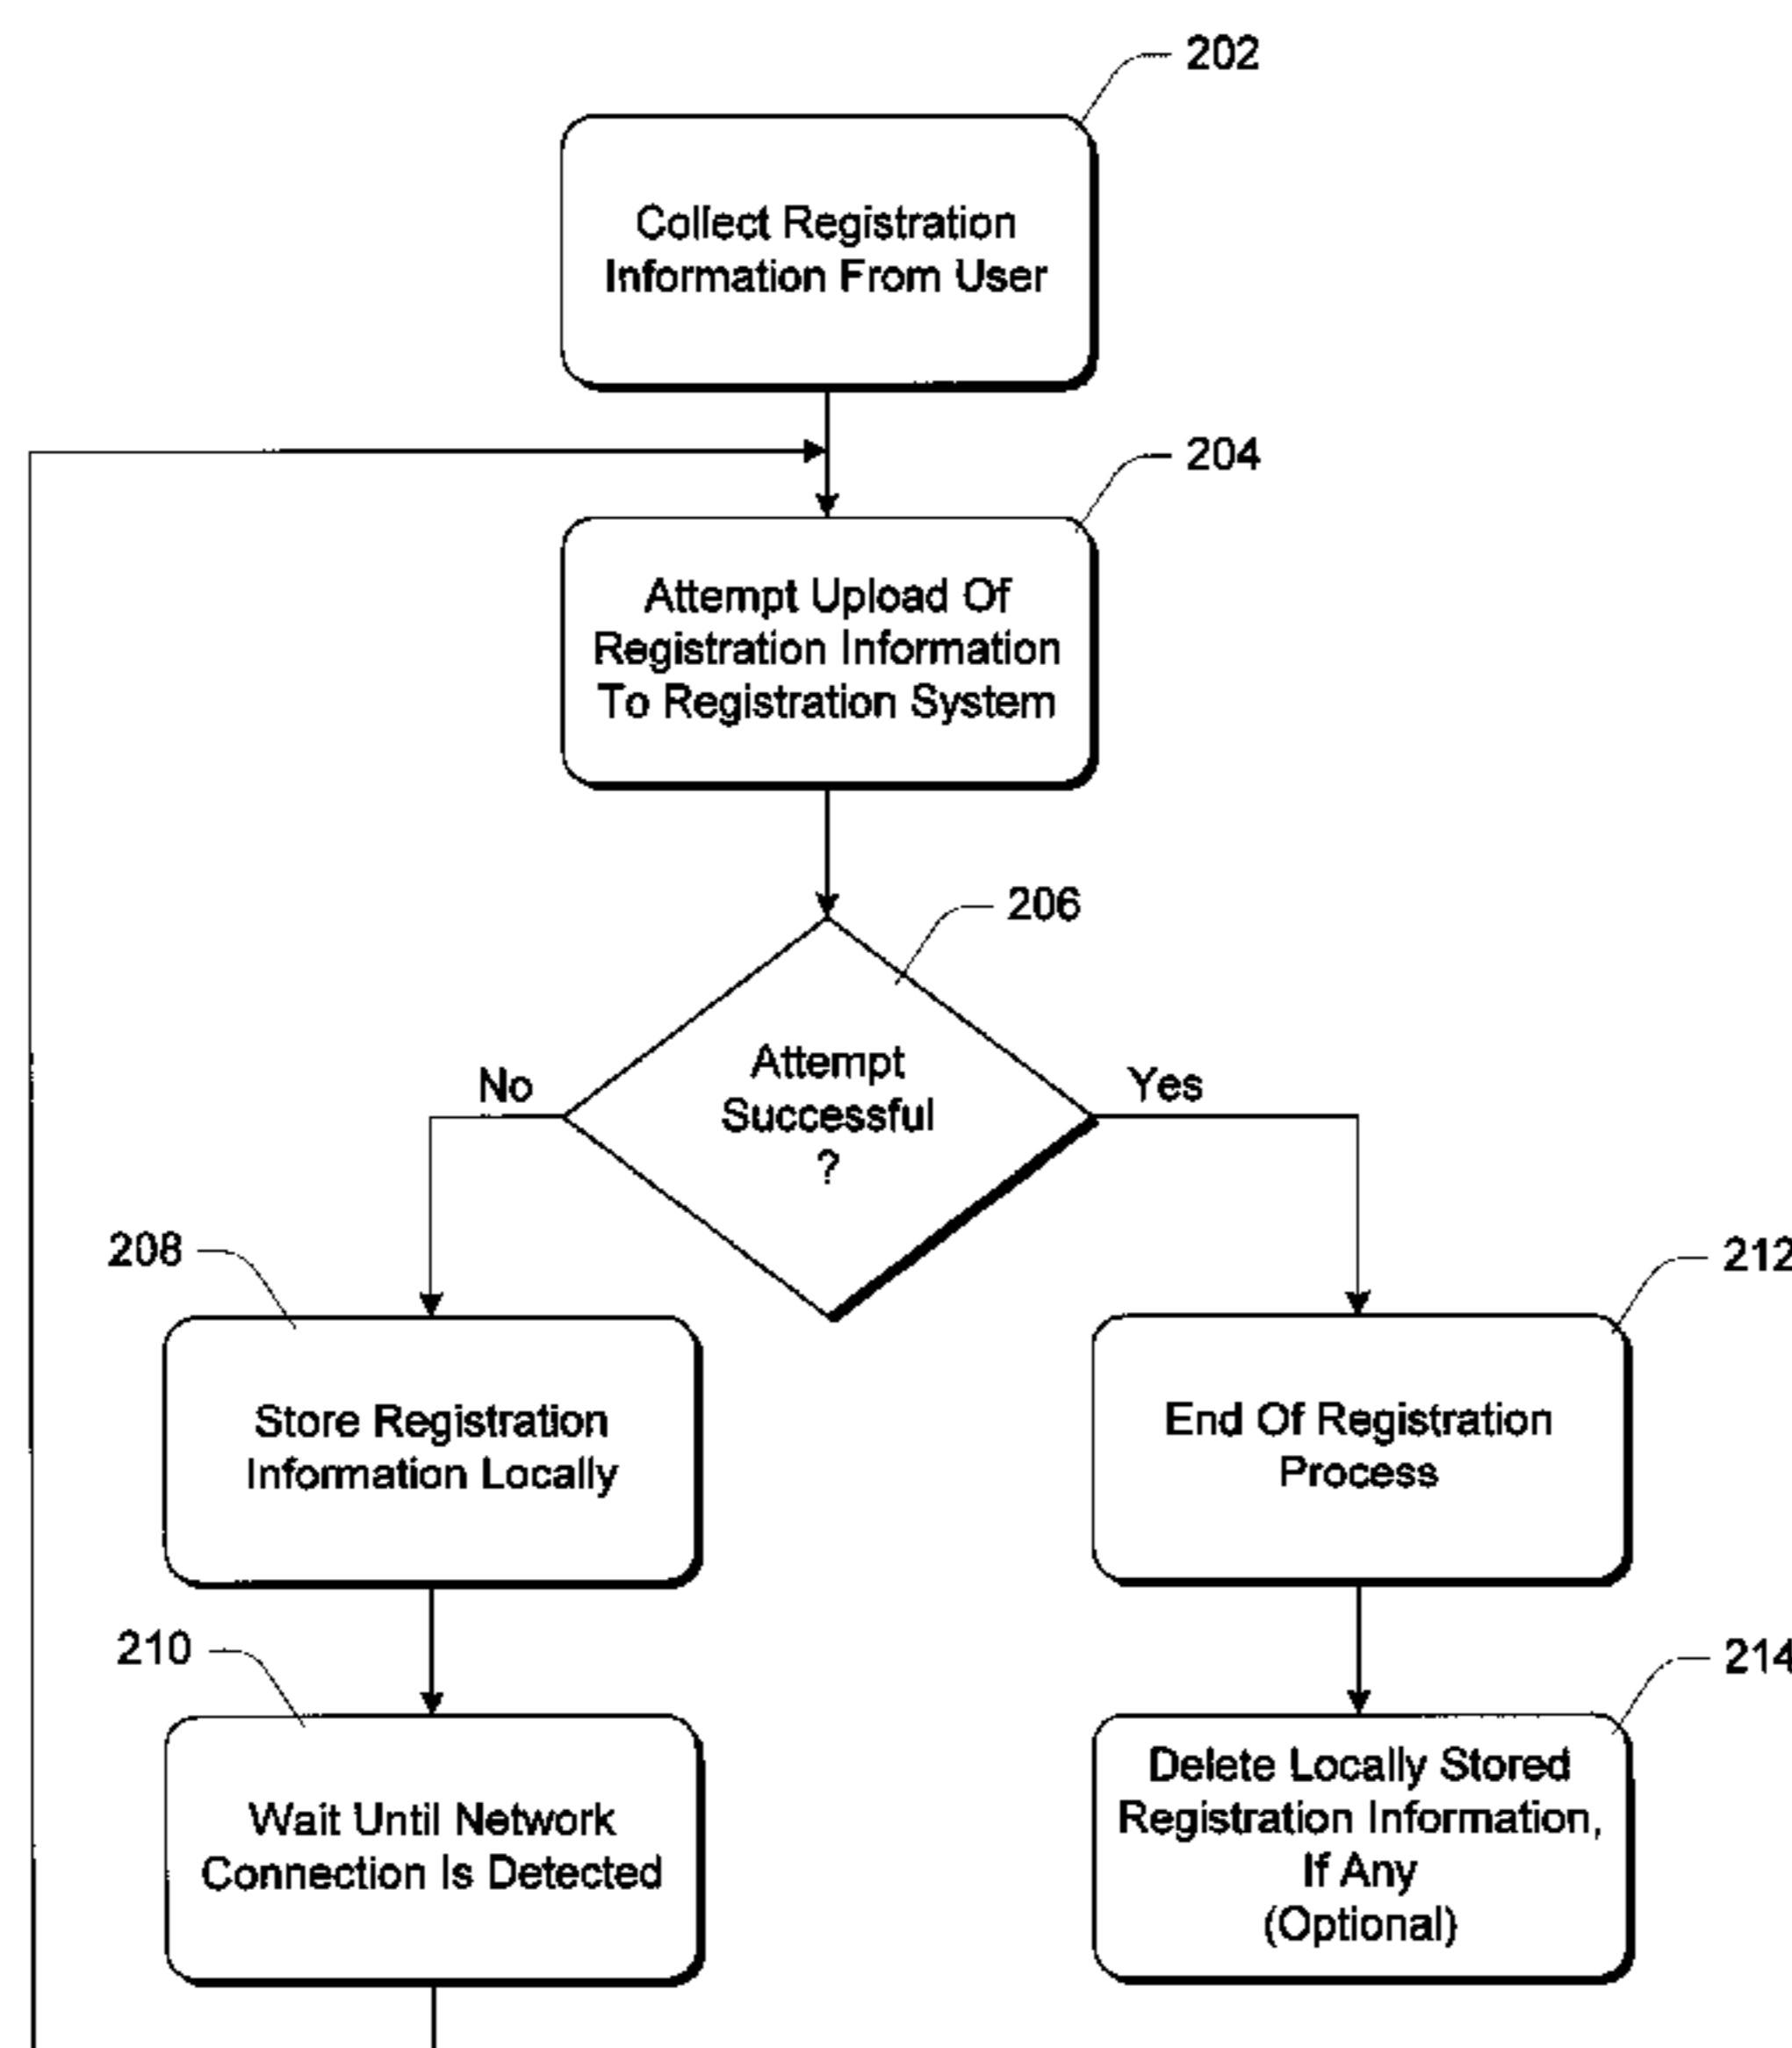 202
Collect Registration
Information From User
204
Attempt Upload Of
Registration Information
To Registration System
206
Attempt
Successful
?
No
Yes
208
212
Store Registration
Information Locally
End Of Registration
Process
210
214
Wait Until Network
Connection Is Detected
Delete Locally Stored
Registration Information,
If Any
(Optional)